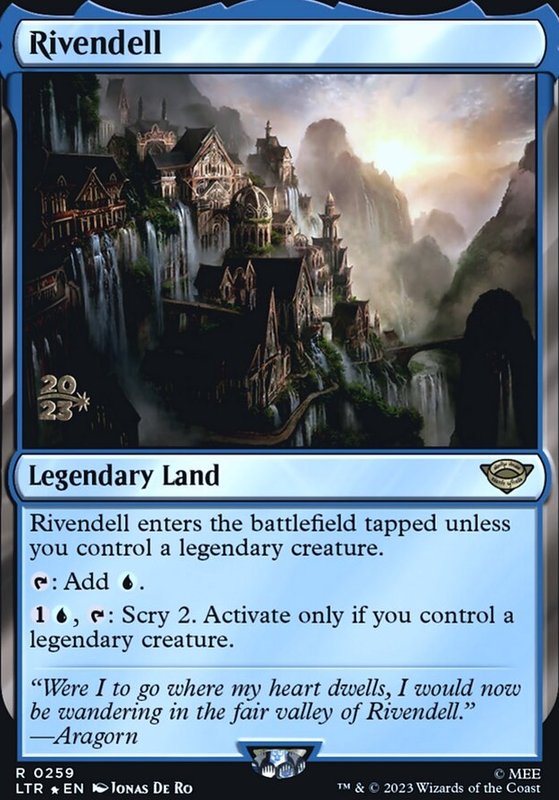 Rivendell
20
23
Legendary Land
Rivendell enters the battlefield tapped unless
you control a legendary creature.
: Add .
1 , : Scry 2. Activate only if you control a
legendary creature.
“Were I to go where my heart dwells, I would now
be wandering in the fair valley of Rivendell.”
—Aragorn
R 0259
© MEE
LTR ★ EN Jonas De Ro
™ & © 2023 Wizards of the Coast